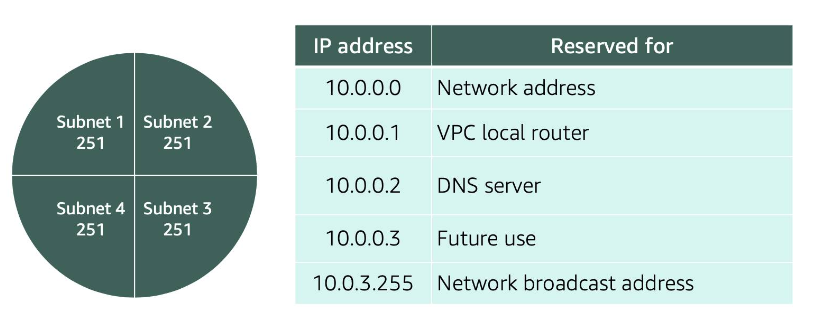 Subnet 1
251
Subnet 2
251
Subnet 4
251
Subnet 3
251
IP address Reserved for
10.0.0.0 Network address
10.0.0.1 VPC local router
10.0.0.2 DNS server
10.0.0.3 Future use
10.0.3.255 Network broadcast address